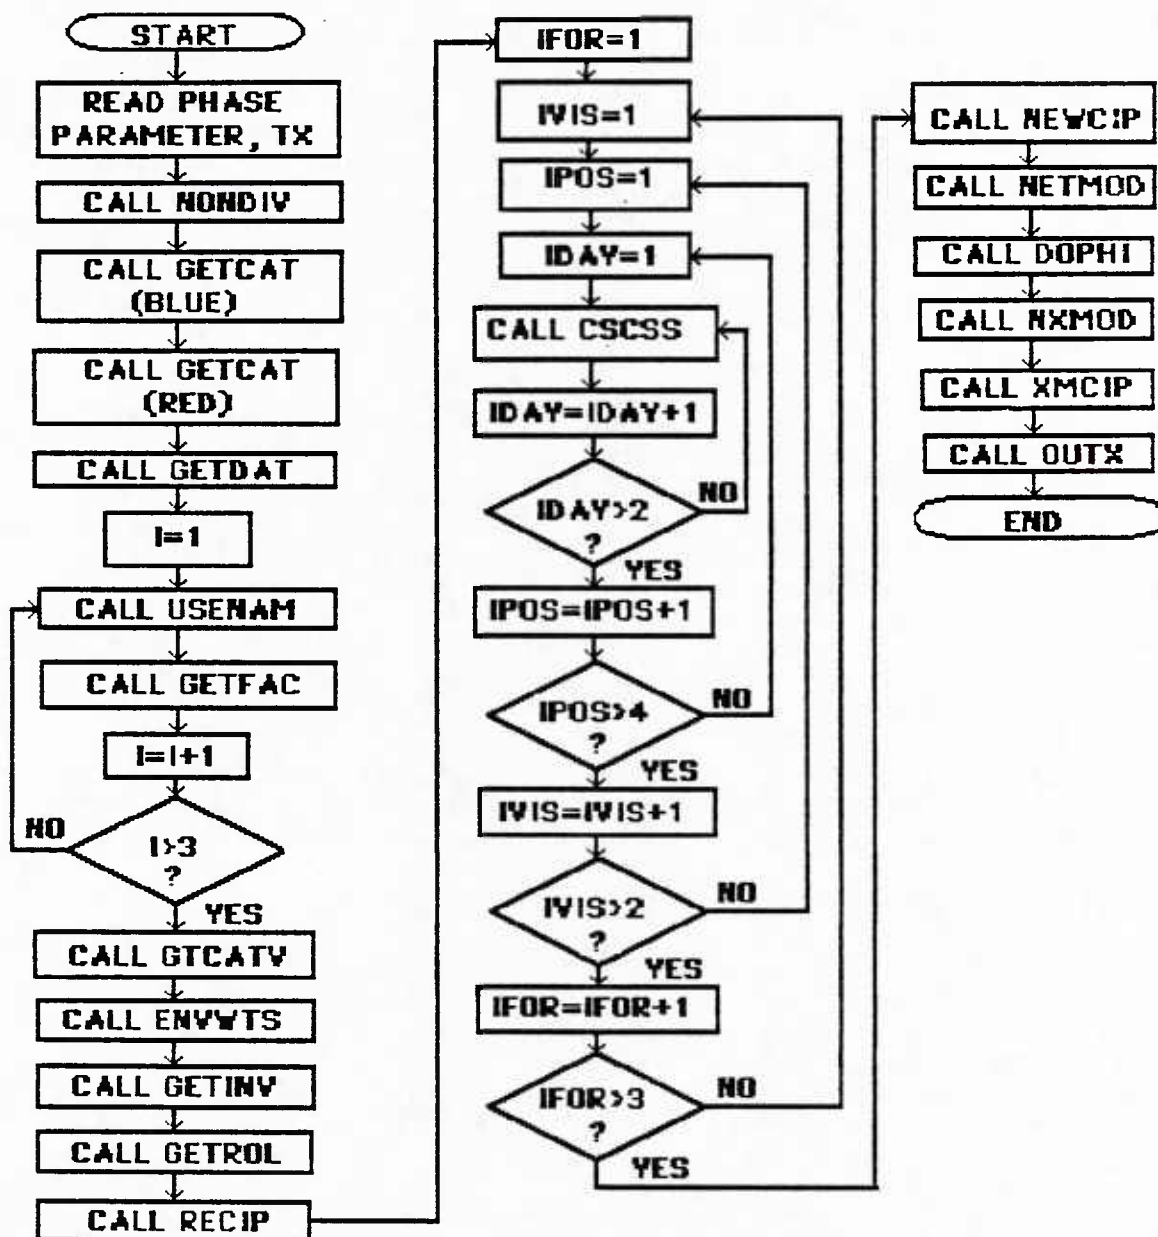 START
READ PHASE
PARAMETER, TX
CALL NONDIV
CALL GETCAT
(BLUE)
CALL GETCAT
(RED)
CALL GETDAT
I=1
CALL USENAM
CALL GETFAC
I=I+1
I>3
?
NO
YES
CALL GTCATV
CALL ENVWTS
CALL GETINV
CALL GETROL
CALL RECIP
IFOR=1
IVIS=1
IPOS=1
IDAY=1
CALL CSCSS
IDAY=IDAY+1
IDAY>2
?
NO
YES
IPOS=IPOS+1
IPOS>4
?
NO
YES
IVIS=IVIS+1
IVIS>2
?
NO
YES
IFOR=IFOR+1
IFOR>3
?
NO
YES
CALL NEWCIP
CALL NETMOD
CALL DOPHI
CALL NXMOD
CALL XMCIP
CALL OUTX
END